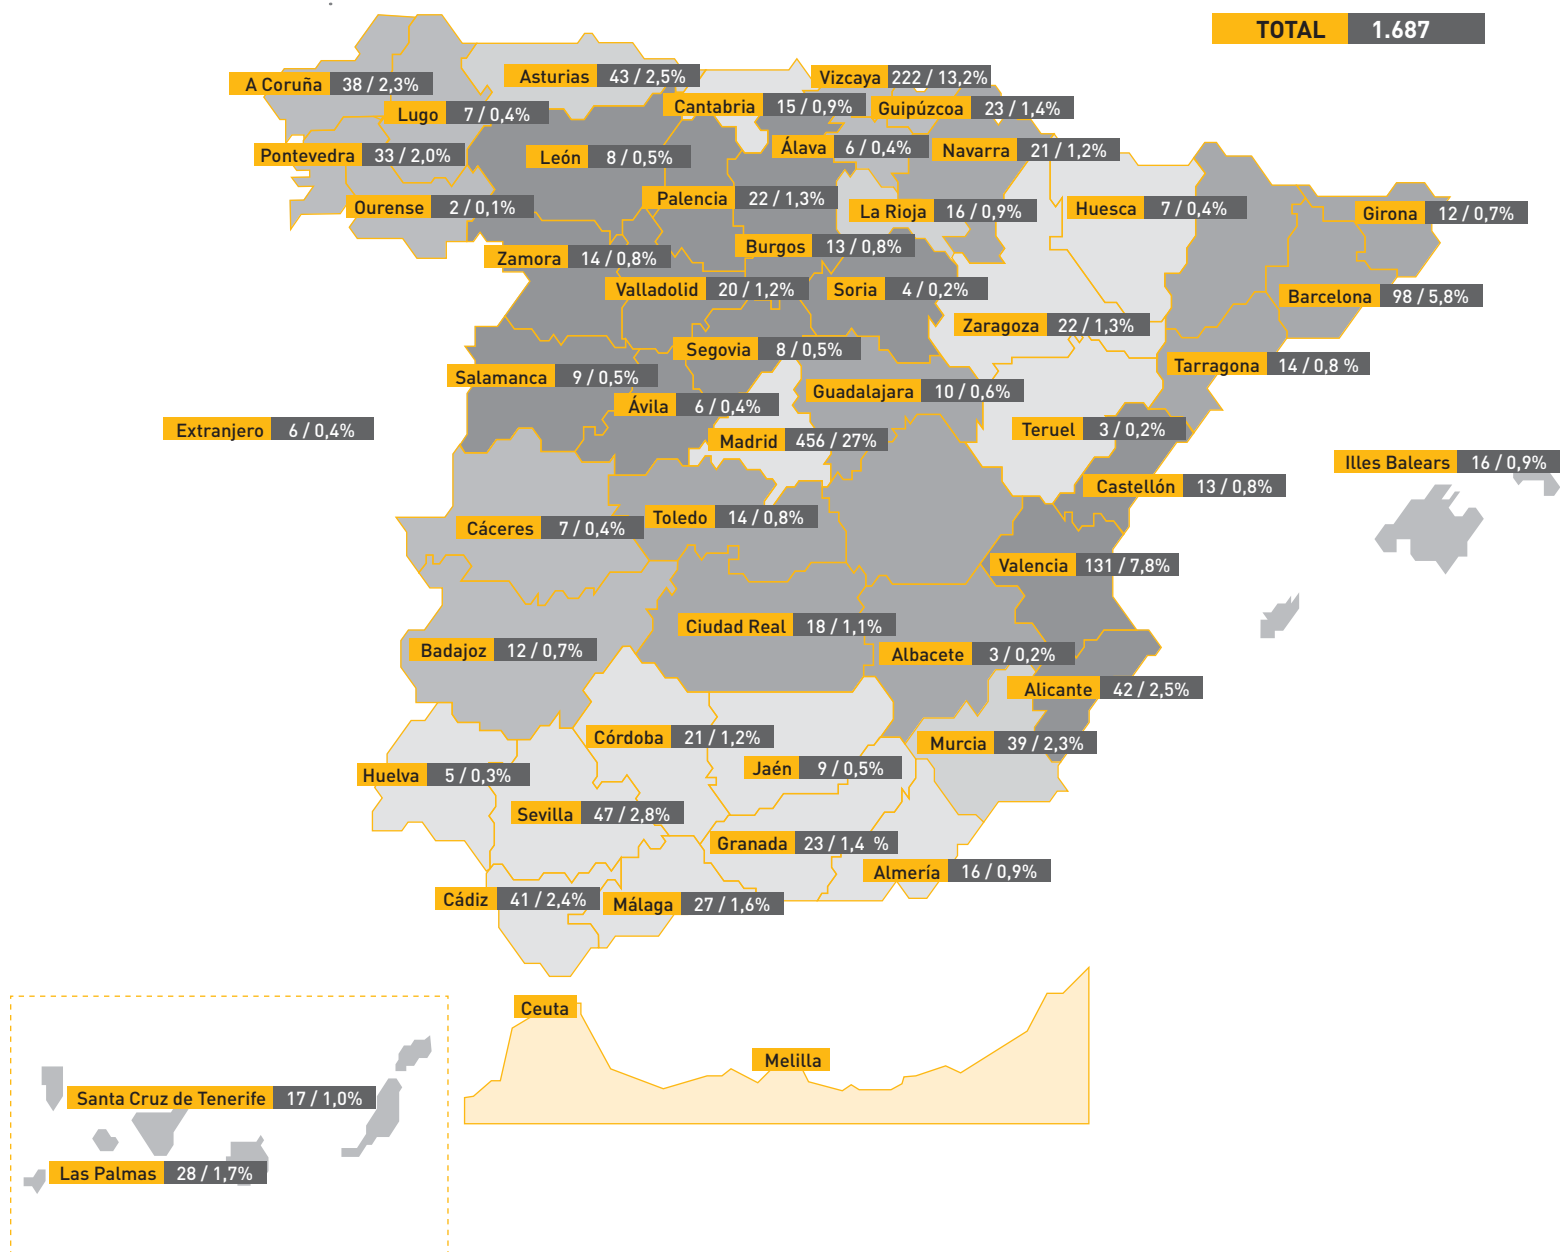 TOTAL 1.687
A Coruña 38 / 2,3%
Asturias 43 / 2,5%
Vizcaya 222 / 13,2%
Cantabria 15 / 0,9%
Guipúzcoa 23 / 1,4%
Lugo 7 / 0,4%
Pontevedra 33 / 2,0%
León 8 / 0,5%
Álava 6 / 0,4%
Navarra 21 / 1,2%
Palencia 22 / 1,3%
Ourense 2 / 0,1%
La Rioja 16 / 0,9%
Huesca 7 / 0,4%
Girona 12 / 0,7%
Burgos 13 / 0,8%
Zamora 14 / 0,8%
Valladolid 20 / 1,2%
Soria 4 / 0,2%
Barcelona 98 / 5,8%
Zaragoza 22 / 1,3%
Segovia 8 / 0,5%
Tarragona 14 / 0,8 %
Salamanca 9 / 0,5%
Guadalajara 10 / 0,6%
Ávila 6 / 0,4%
Extranjero 6 / 0,4%
Madrid 456 / 27%
Teruel 3 / 0,2%
Illes Balears 16 / 0,9%
Castellón 13 / 0,8%
Toledo 14 / 0,8%
Cáceres 7 / 0,4%
Valencia 131 / 7,8%
Ciudad Real 18 / 1,1%
Badajoz 12 / 0,7%
Albacete 3 / 0,2%
Alicante 42 / 2,5%
Córdoba 21 / 1,2%
Murcia 39 / 2,3%
Jaén 9 / 0,5%
Huelva 5 / 0,3%
Sevilla 47 / 2,8%
Granada 23 / 1,4 %
Almería 16 / 0,9%
Cádiz 41 / 2,4%
Málaga 27 / 1,6%
Ceuta
Melilla
Santa Cruz de Tenerife 17 / 1,0%
Las Palmas 28 / 1,7%